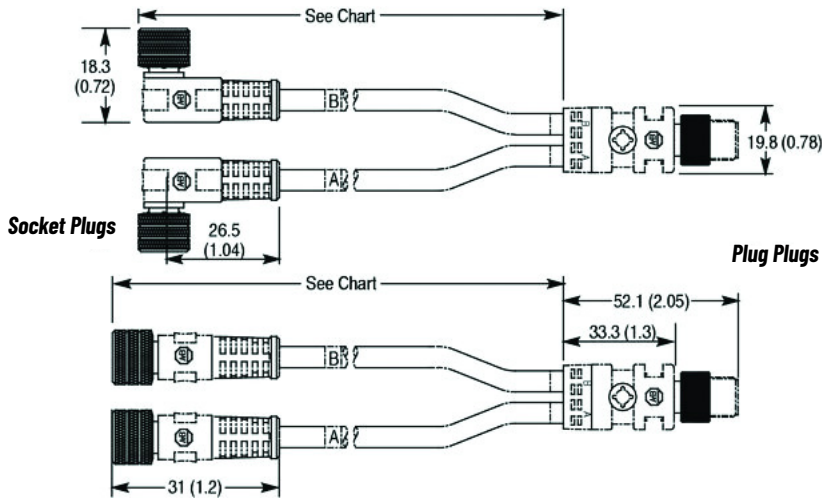 See Chart
18.3
(0.72)
B
B
A
19.8 (0.78)
A
Socket Plugs
26.5
(1.04)
Plug Plugs
See Chart
52.1 (2.05)
33.3 (1.3)
B
B
A
A
31 (1.2)